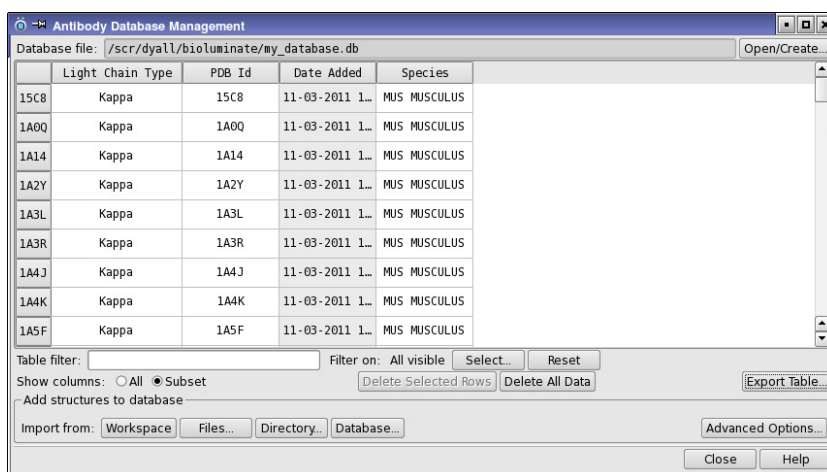 Antibody Database Management
Database file: /scr/dyall/bioluminate/my_database.db Open/Create...
Light Chain Type PDB Id Date Added Species
15C8 Kappa 15C8 11-03-2011 1… MUS MUSCULUS
1A0Q Kappa 1A0Q 11-03-2011 1… MUS MUSCULUS
1A14 Kappa 1A14 11-03-2011 1… MUS MUSCULUS
1A2Y Kappa 1A2Y 11-03-2011 1… MUS MUSCULUS
1A3L Kappa 1A3L 11-03-2011 1… MUS MUSCULUS
1A3R Kappa 1A3R 11-03-2011 1… MUS MUSCULUS
1A4J Kappa 1A4J 11-03-2011 1… MUS MUSCULUS
1A4K Kappa 1A4K 11-03-2011 1… MUS MUSCULUS
1A5F Kappa 1A5F 11-03-2011 1… MUS MUSCULUS
Table filter: Filter on: All visible Select... Reset
Show columns: All Subset Delete Selected Rows Delete All Data Export Table...
Add structures to database
Import from: Workspace Files... Directory... Database... Advanced Options...
Close Help